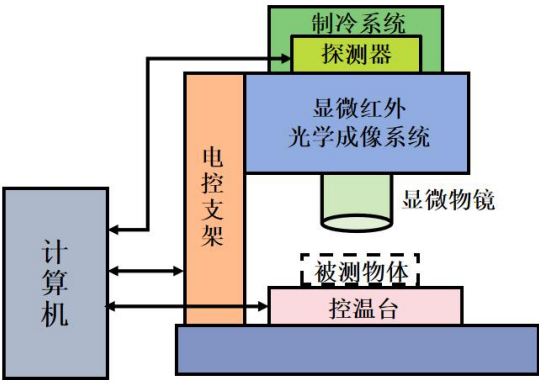 制冷系统
探测器
显微红外
光学成像系统
电控支架
显微物镜
计算机
被测物体
控温台